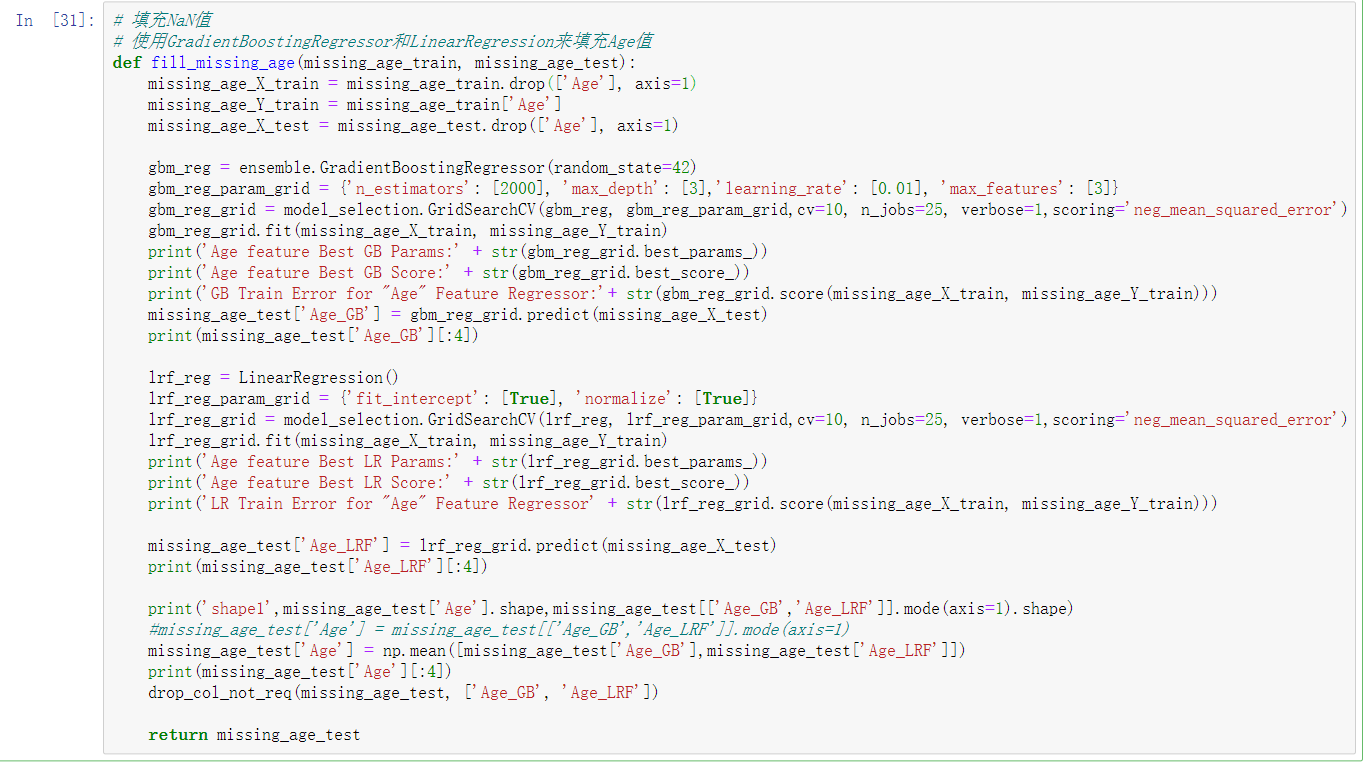 In [31]:
# 填充NaN值
# 使用GradientBoostingRegressor和LinearRegression来填充Age值
def fill_missing_age(missing_age_train, missing_age_test):
    missing_age_X_train = missing_age_train.drop(['Age'], axis=1)
    missing_age_Y_train = missing_age_train['Age']
    missing_age_X_test = missing_age_test.drop(['Age'], axis=1)

    gbm_reg = ensemble.GradientBoostingRegressor(random_state=42)
    gbm_reg_param_grid = {'n_estimators': [2000], 'max_depth': [3],'learning_rate': [0.01], 'max_features': [3]}
    gbm_reg_grid = model_selection.GridSearchCV(gbm_reg, gbm_reg_param_grid,cv=10, n_jobs=25, verbose=1,scoring='neg_mean_squared_error')
    gbm_reg_grid.fit(missing_age_X_train, missing_age_Y_train)
    print('Age feature Best GB Params:' + str(gbm_reg_grid.best_params_))
    print('Age feature Best GB Score:' + str(gbm_reg_grid.best_score_))
    print('GB Train Error for "Age" Feature Regressor:'+ str(gbm_reg_grid.score(missing_age_X_train, missing_age_Y_train)))
    missing_age_test['Age_GB'] = gbm_reg_grid.predict(missing_age_X_test)
    print(missing_age_test['Age_GB'][:4])

    lrf_reg = LinearRegression()
    lrf_reg_param_grid = {'fit_intercept': [True], 'normalize': [True]}
    lrf_reg_grid = model_selection.GridSearchCV(lrf_reg, lrf_reg_param_grid,cv=10, n_jobs=25, verbose=1,scoring='neg_mean_squared_error')
    lrf_reg_grid.fit(missing_age_X_train, missing_age_Y_train)
    print('Age feature Best LR Params:' + str(lrf_reg_grid.best_params_))
    print('Age feature Best LR Score:' + str(lrf_reg_grid.best_score_))
    print('LR Train Error for "Age" Feature Regressor' + str(lrf_reg_grid.score(missing_age_X_train, missing_age_Y_train)))

    missing_age_test['Age_LRF'] = lrf_reg_grid.predict(missing_age_X_test)
    print(missing_age_test['Age_LRF'][:4])

    print('shape1',missing_age_test['Age'].shape,missing_age_test[['Age_GB','Age_LRF']].mode(axis=1).shape)
    #missing_age_test['Age'] = missing_age_test[['Age_GB','Age_LRF']].mode(axis=1)
    missing_age_test['Age'] = np.mean([missing_age_test['Age_GB'],missing_age_test['Age_LRF']])
    print(missing_age_test['Age'][:4])
    drop_col_not_req(missing_age_test, ['Age_GB', 'Age_LRF'])

    return missing_age_test